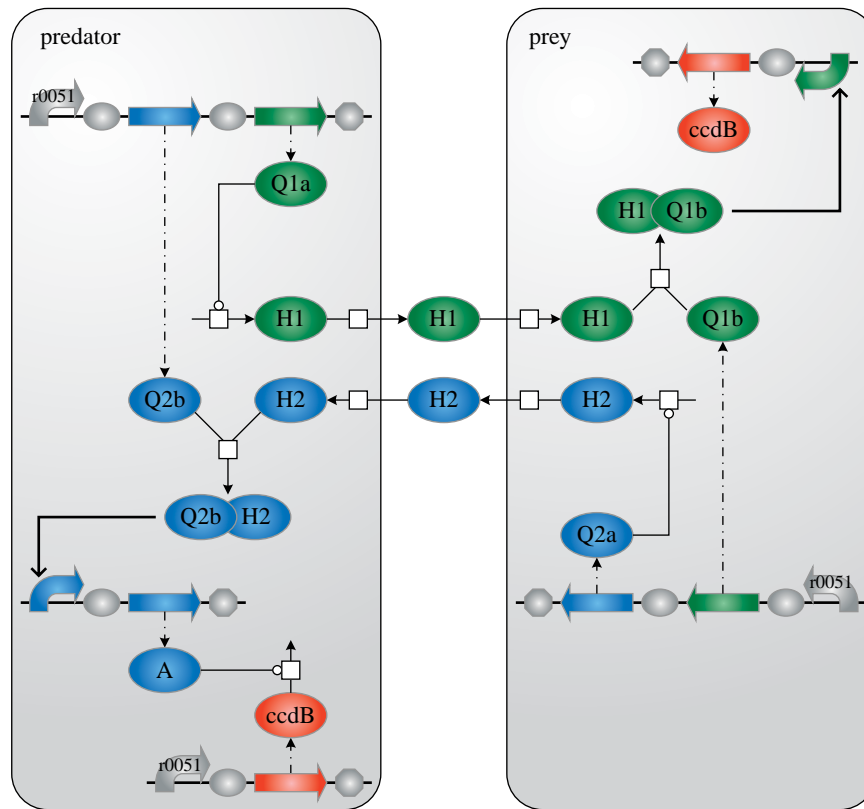 predator
prey
r0051
ccdB
Q1a
H1
Q1b
H1
H1
H1
Q1b
Q2b
H2
H2
H2
Q2b
H2
Q2a
r0051
A
ccdB
r0051